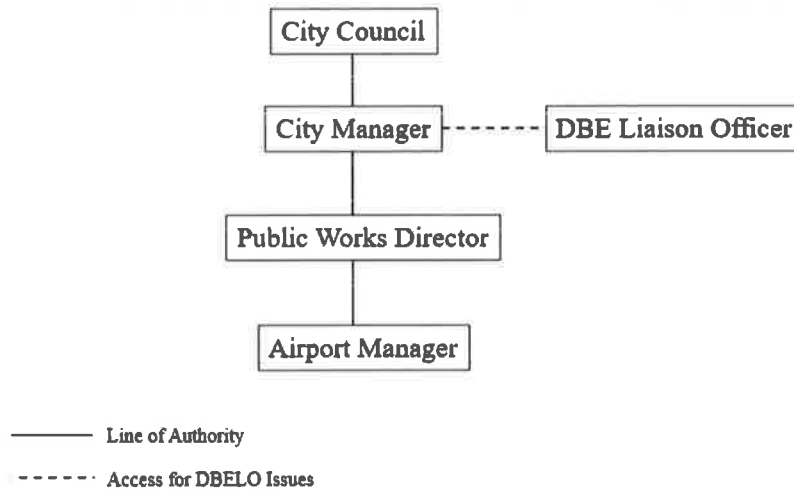 City Council
City Manager
DBE Liaison Officer
Public Works Director
Airport Manager
Line of Authority
Access for DBELO Issues